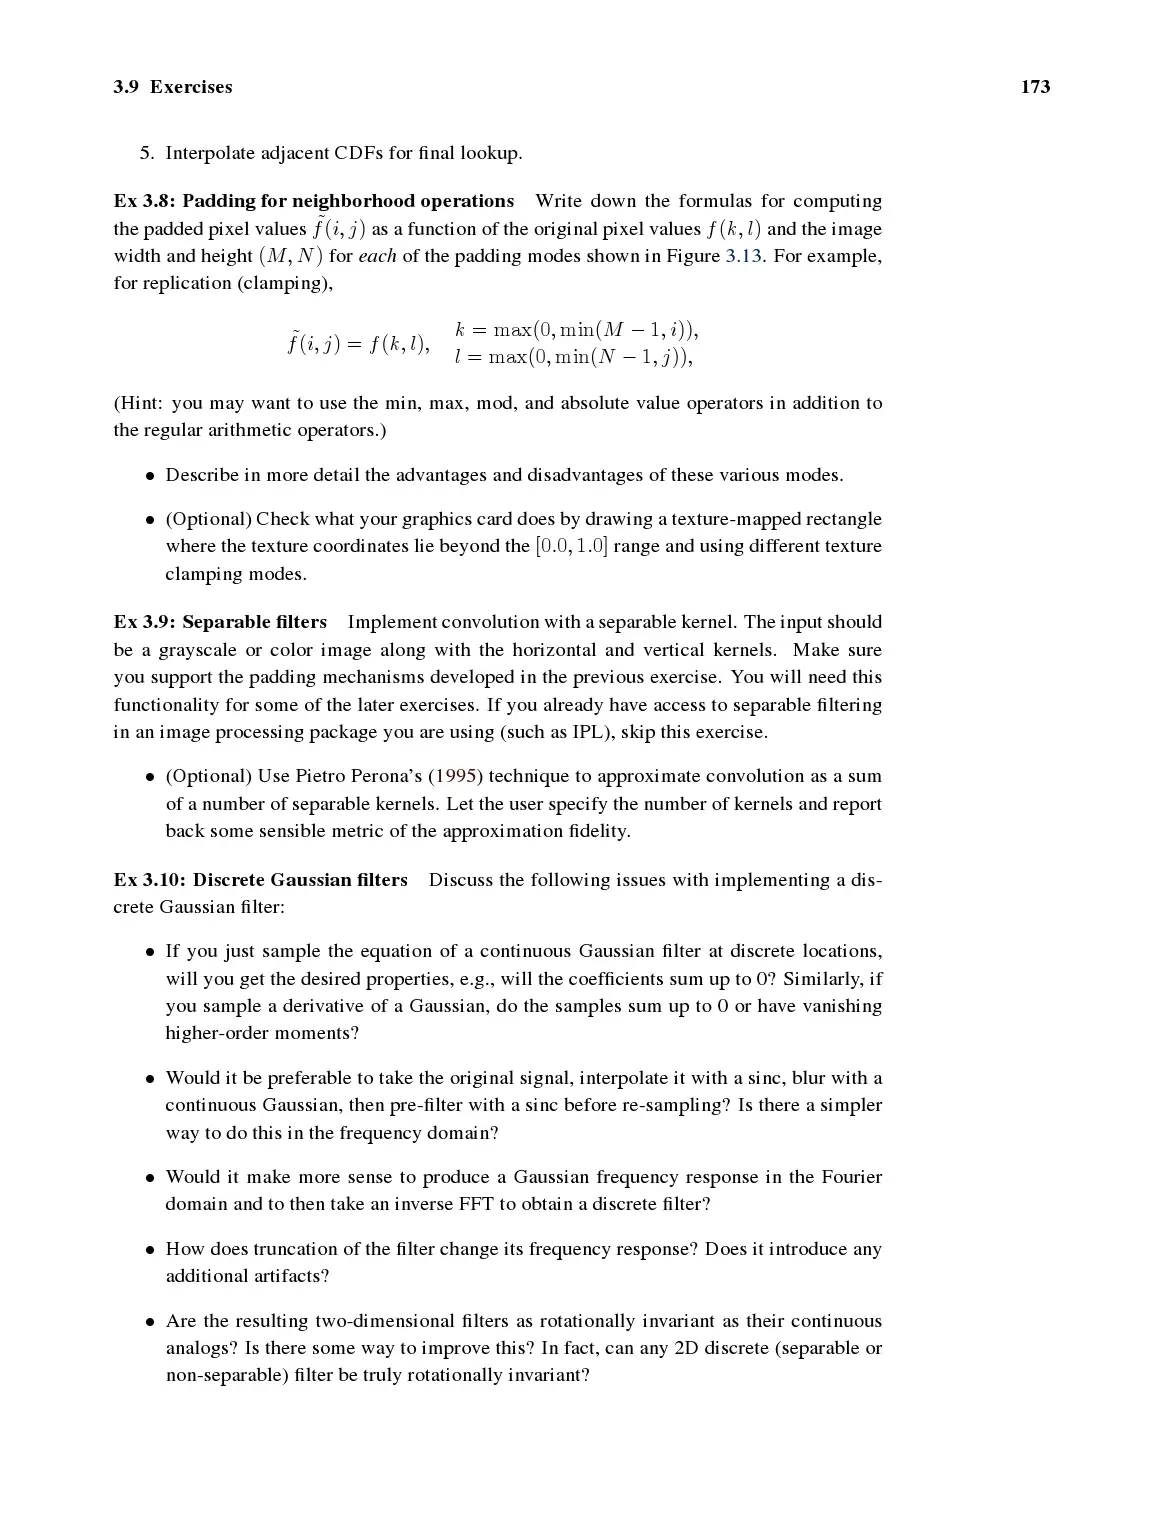 3.9 Exercises 173
5. Interpolate adjacent CDFs for final lookup.
Ex 3.8: Padding for neighborhood operations Write down the formulas for computing
the padded pixel values f̃(i, j) as a function of the original pixel values f(k, l) and the image
width and height (M, N) for each of the padding modes shown in Figure 3.13. For example,
for replication (clamping),
f̃(i, j) = f(k, l), k = max(0, min(M − 1, i)),
l = max(0, min(N − 1, j)),
(Hint: you may want to use the min, max, mod, and absolute value operators in addition to
the regular arithmetic operators.)
• Describe in more detail the advantages and disadvantages of these various modes.
• (Optional) Check what your graphics card does by drawing a texture-mapped rectangle
where the texture coordinates lie beyond the [0.0, 1.0] range and using different texture
clamping modes.
Ex 3.9: Separable filters Implement convolution with a separable kernel. The input should
be a grayscale or color image along with the horizontal and vertical kernels. Make sure
you support the padding mechanisms developed in the previous exercise. You will need this
functionality for some of the later exercises. If you already have access to separable filtering
in an image processing package you are using (such as IPL), skip this exercise.
• (Optional) Use Pietro Perona's (1995) technique to approximate convolution as a sum
of a number of separable kernels. Let the user specify the number of kernels and report
back some sensible metric of the approximation fidelity.
Ex 3.10: Discrete Gaussian filters Discuss the following issues with implementing a dis-
crete Gaussian filter:
• If you just sample the equation of a continuous Gaussian filter at discrete locations,
will you get the desired properties, e.g., will the coefficients sum up to 0? Similarly, if
you sample a derivative of a Gaussian, do the samples sum up to 0 or have vanishing
higher-order moments?
• Would it be preferable to take the original signal, interpolate it with a sinc, blur with a
continuous Gaussian, then pre-filter with a sinc before re-sampling? Is there a simpler
way to do this in the frequency domain?
• Would it make more sense to produce a Gaussian frequency response in the Fourier
domain and to then take an inverse FFT to obtain a discrete filter?
• How does truncation of the filter change its frequency response? Does it introduce any
additional artifacts?
• Are the resulting two-dimensional filters as rotationally invariant as their continuous
analogs? Is there some way to improve this? In fact, can any 2D discrete (separable or
non-separable) filter be truly rotationally invariant?